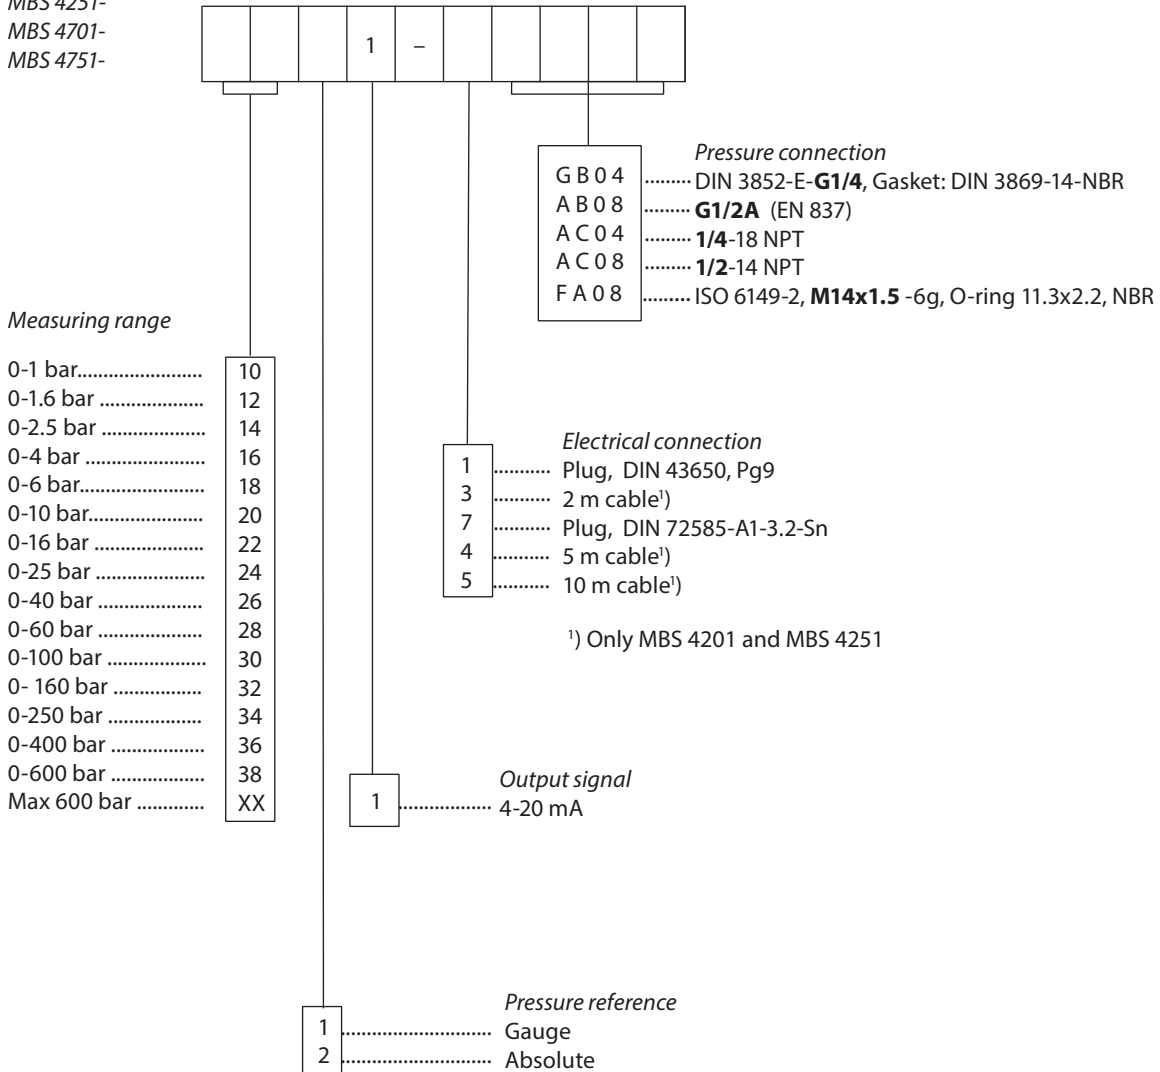 MBS 4251-
MBS 4701-
MBS 4751-
1 –
Pressure connection
G B 0 4 ......... DIN 3852-E-G1/4, Gasket: DIN 3869-14-NBR
A B 0 8 ......... G1/2A (EN 837)
A C 0 4 ......... 1/4-18 NPT
A C 0 8 ......... 1/2-14 NPT
F A 0 8 ......... ISO 6149-2, M14x1.5 -6g, O-ring 11.3x2.2, NBR
Measuring range
0-1 bar........................ 10
0-1.6 bar .................... 12
0-2.5 bar .................... 14
0-4 bar ....................... 16
0-6 bar........................ 18
0-10 bar...................... 20
0-16 bar ..................... 22
0-25 bar ..................... 24
0-40 bar .................... 26
0-60 bar .................... 28
0-100 bar ................... 30
0- 160 bar ................. 32
0-250 bar .................. 34
0-400 bar .................. 36
0-600 bar .................. 38
Max 600 bar ............. XX
Electrical connection
1 ........... Plug, DIN 43650, Pg9
3 ........... 2 m cable¹)
7 ........... Plug, DIN 72585-A1-3.2-Sn
4 ........... 5 m cable¹)
5 ........... 10 m cable¹)
¹) Only MBS 4201 and MBS 4251
Output signal
1 .................. 4-20 mA
Pressure reference
1 ............................. Gauge
2 ............................. Absolute